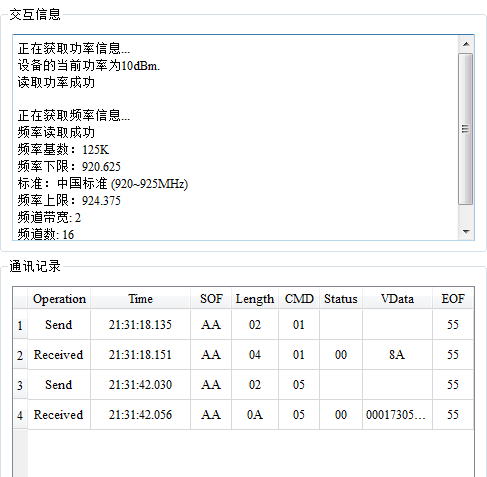 交互信息
正在获取功率信息...
设备的当前功率为10dBm.
读取功率成功
正在获取频率信息...
频率读取成功
频率基数：125K
频率下限：920.625
标准：中国标准 (920~925MHz)
频率上限：924.375
频道带宽: 2
频道数: 16
通讯记录
Operation Time SOF Length CMD Status VData EOF
1 Send 21:31:18.135 AA 02 01 55
2 Received 21:31:18.151 AA 04 01 00 8A 55
3 Send 21:31:42.030 AA 02 05 55
4 Received 21:31:42.056 AA 0A 05 00 00017305... 55